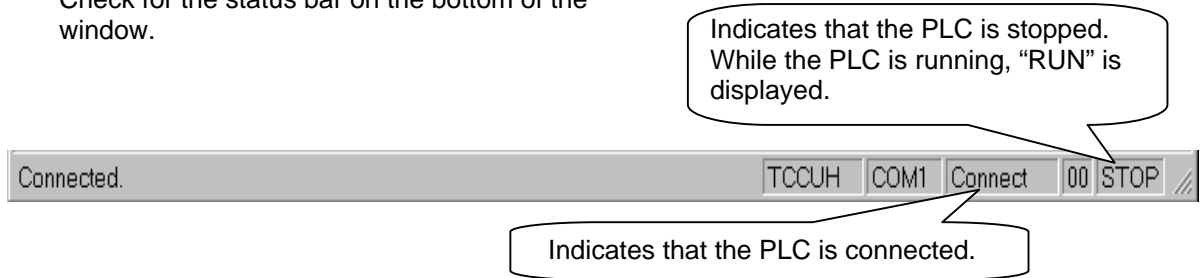 Check for the status bar on the bottom of the
window.
Indicates that the PLC is stopped.
While the PLC is running, “RUN” is
displayed.
Connected. TCCUH COM1 Connect 00 STOP
Indicates that the PLC is connected.